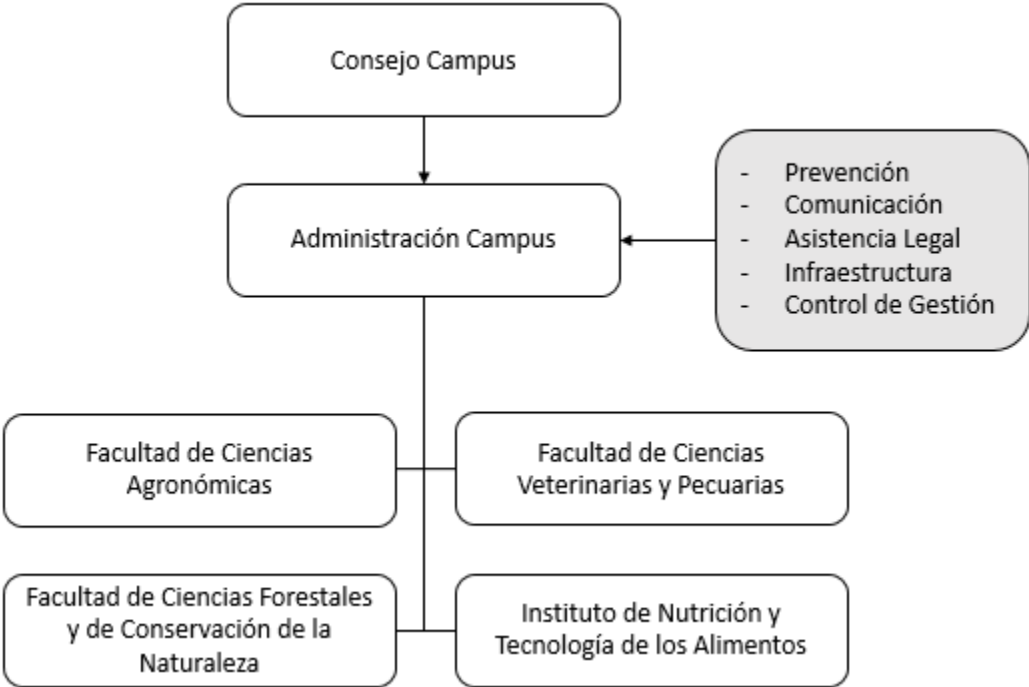 Consejo Campus
Administración Campus
- Prevención
- Comunicación
- Asistencia Legal
- Infraestructura
- Control de Gestión
Facultad de Ciencias
Agronómicas
Facultad de Ciencias
Veterinarias y Pecuarias
Facultad de Ciencias Forestales
y de Conservación de la
Naturaleza
Instituto de Nutrición y
Tecnología de los Alimentos